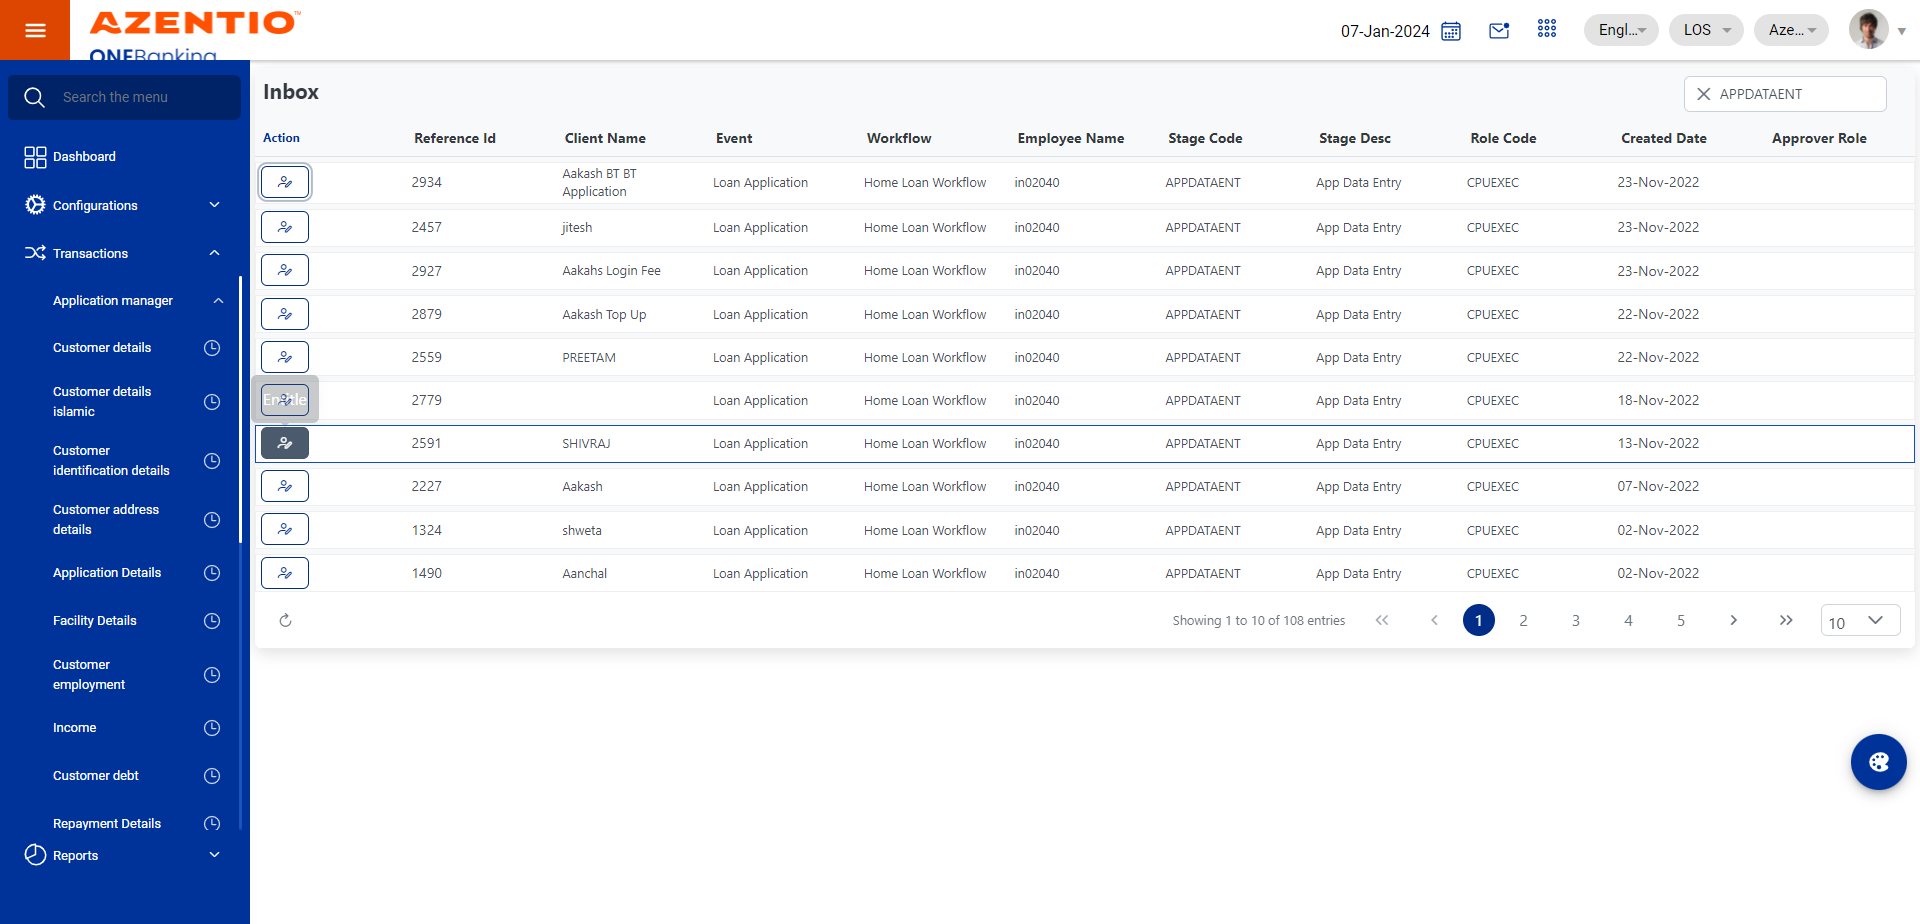 AZENTIO™
ONEBanking
07-Jan-2024
Engl...
LOS
Aze...
Search the menu
Dashboard
Configurations
Transactions
Application manager
Customer details
Customer details
islamic
Customer
identification details
Customer address
details
Application Details
Facility Details
Customer
employment
Income
Customer debt
Repayment Details
Reports
Inbox
APPDATAENT
Action Reference Id Client Name Event Workflow Employee Name Stage Code Stage Desc Role Code Created Date Approver Role
2934 Aakash BT BT Application Loan Application Home Loan Workflow in02040 APPDATAENT App Data Entry CPUEXEC 23-Nov-2022
2457 jitesh Loan Application Home Loan Workflow in02040 APPDATAENT App Data Entry CPUEXEC 23-Nov-2022
2927 Aakahs Login Fee Loan Application Home Loan Workflow in02040 APPDATAENT App Data Entry CPUEXEC 23-Nov-2022
2879 Aakash Top Up Loan Application Home Loan Workflow in02040 APPDATAENT App Data Entry CPUEXEC 22-Nov-2022
2559 PREETAM Loan Application Home Loan Workflow in02040 APPDATAENT App Data Entry CPUEXEC 22-Nov-2022
2779 Loan Application Home Loan Workflow in02040 APPDATAENT App Data Entry CPUEXEC 18-Nov-2022
2591 SHIVRAJ Loan Application Home Loan Workflow in02040 APPDATAENT App Data Entry CPUEXEC 13-Nov-2022
2227 Aakash Loan Application Home Loan Workflow in02040 APPDATAENT App Data Entry CPUEXEC 07-Nov-2022
1324 shweta Loan Application Home Loan Workflow in02040 APPDATAENT App Data Entry CPUEXEC 02-Nov-2022
1490 Aanchal Loan Application Home Loan Workflow in02040 APPDATAENT App Data Entry CPUEXEC 02-Nov-2022
Showing 1 to 10 of 108 entries « ‹ 1 2 3 4 5 › » 10